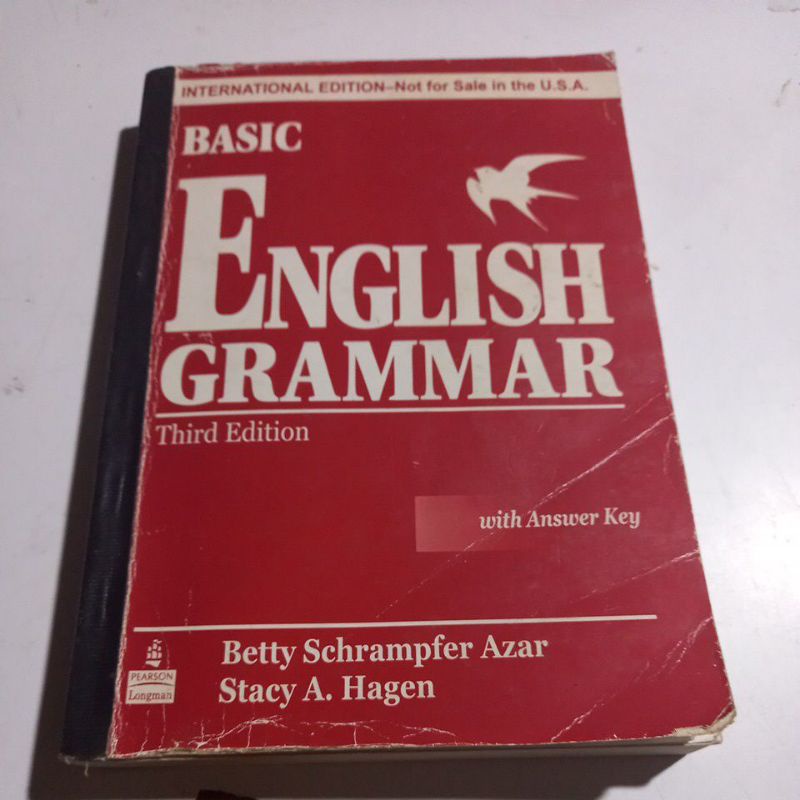 INTERNATIONAL EDITION–Not for Sale in the U.S.A.
BASIC
ENGLISH
GRAMMAR
Third Edition
with Answer Key
Betty Schrampfer Azar
Stacy A. Hagen
PEARSON
Longman